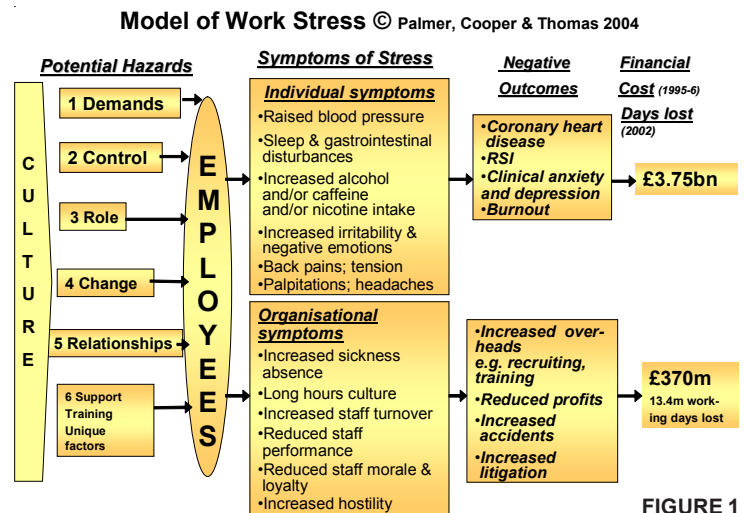 Model of Work Stress © Palmer, Cooper & Thomas 2004
Potential Hazards
Symptoms of Stress
Negative
Outcomes
Financial
Cost (1995-6)
Days lost
(2002)
CULTURE
1 Demands
2 Control
3 Role
4 Change
5 Relationships
6 Support
Training
Unique
factors
EMPLOYEES
Individual symptoms
•Raised blood pressure
•Sleep & gastrointestinal
disturbances
•Increased alcohol
and/or caffeine
and/or nicotine intake
•Increased irritability &
negative emotions
•Back pains; tension
•Palpitations; headaches
•Coronary heart
disease
•RSI
•Clinical anxiety
and depression
•Burnout
£3.75bn
Organisational
symptoms
•Increased sickness
absence
•Long hours culture
•Increased staff turnover
•Reduced staff
performance
•Reduced staff morale &
loyalty
•Increased hostility
•Increased over-
heads
e.g. recruiting,
training
•Reduced profits
•Increased
accidents
•Increased
litigation
£370m
13.4m work-
ing days lost
FIGURE 1